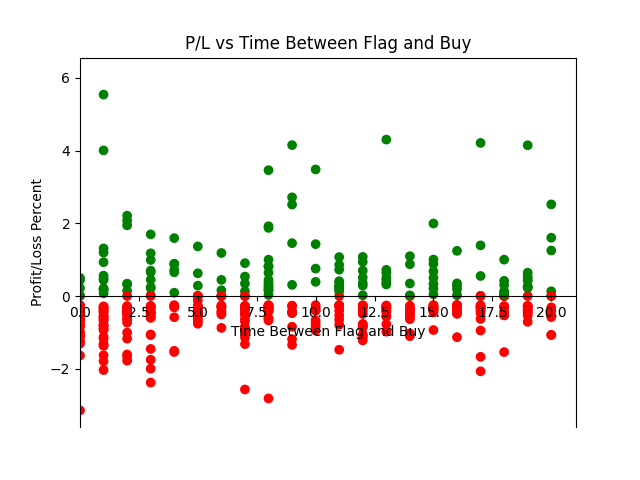 P/L vs Time Between Flag and Buy
Profit/Loss Percent
6
4
2
0
−2
0.0 2.5 5.0 7.5 10.0 12.5 15.0 17.5 20.0
Time Between Flag and Buy